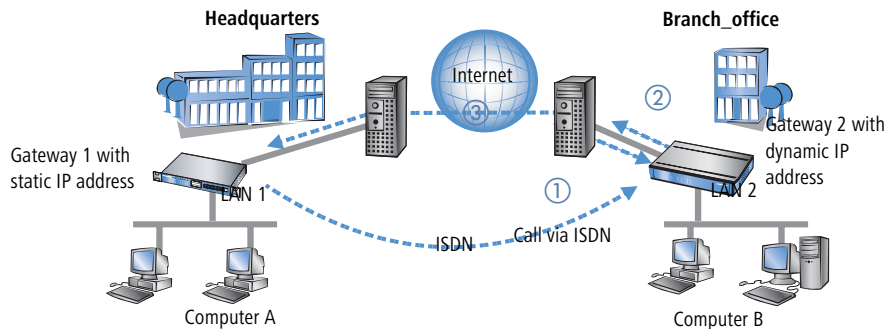 Headquarters
Branch_office
Internet
②
③
Gateway 1 with
static IP address
Gateway 2 with
dynamic IP
address
LAN 1
①
LAN 2
ISDN
Call via ISDN
Computer A
Computer B